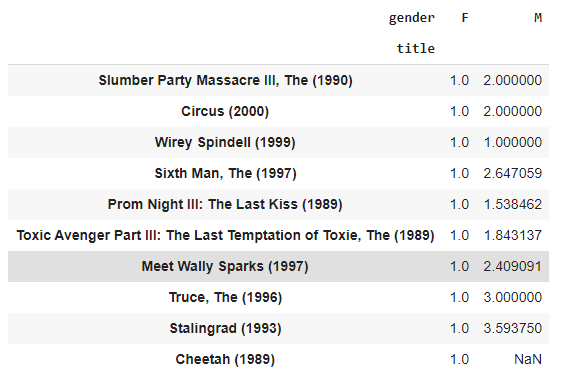 gender F M
title
Slumber Party Massacre III, The (1990) 1.0 2.000000
Circus (2000) 1.0 2.000000
Wirey Spindell (1999) 1.0 1.000000
Sixth Man, The (1997) 1.0 2.647059
Prom Night III: The Last Kiss (1989) 1.0 1.538462
Toxic Avenger Part III: The Last Temptation of Toxie, The (1989) 1.0 1.843137
Meet Wally Sparks (1997) 1.0 2.409091
Truce, The (1996) 1.0 3.000000
Stalingrad (1993) 1.0 3.593750
Cheetah (1989) 1.0 NaN